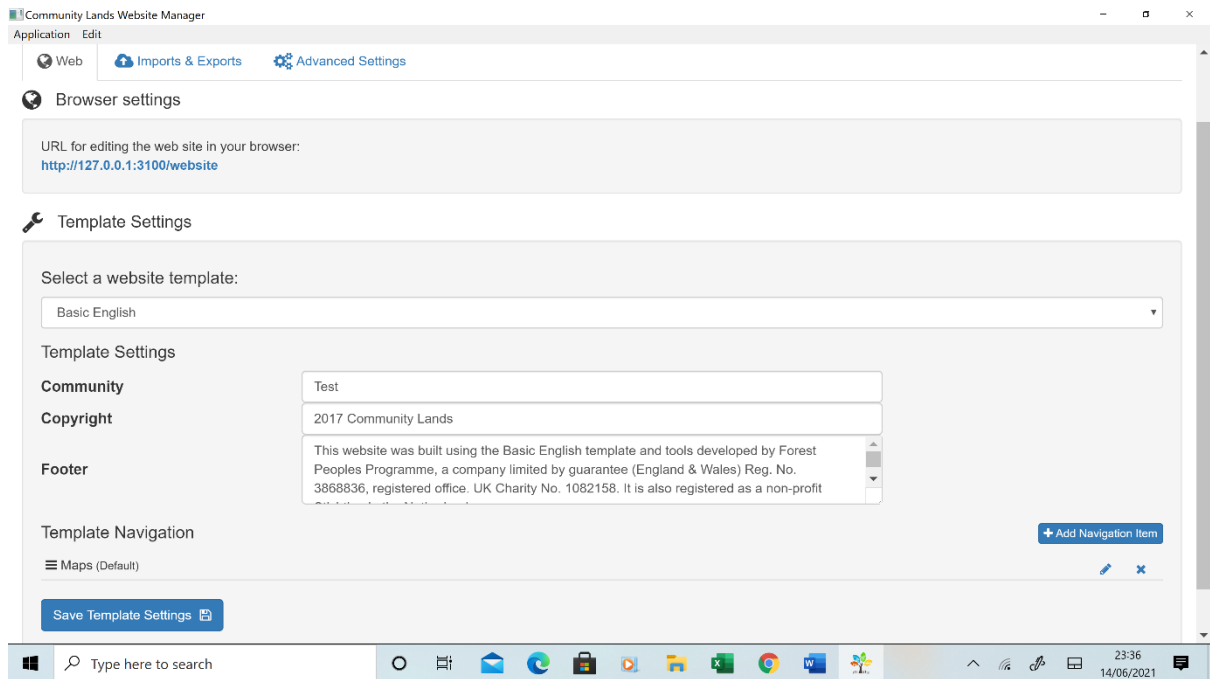 Community Lands Website Manager
Application Edit
Web Imports & Exports Advanced Settings
Browser settings
URL for editing the web site in your browser:
http://127.0.0.1:3100/website
Template Settings
Select a website template:
Basic English
Template Settings
Community Test
Copyright 2017 Community Lands
Footer
This website was built using the Basic English template and tools developed by Forest
Peoples Programme, a company limited by guarantee (England & Wales) Reg. No.
3868836, registered office. UK Charity No. 1082158. It is also registered as a non-profit
Template Navigation
Add Navigation Item
Maps (Default)
Save Template Settings
Type here to search
23:36
14/06/2021